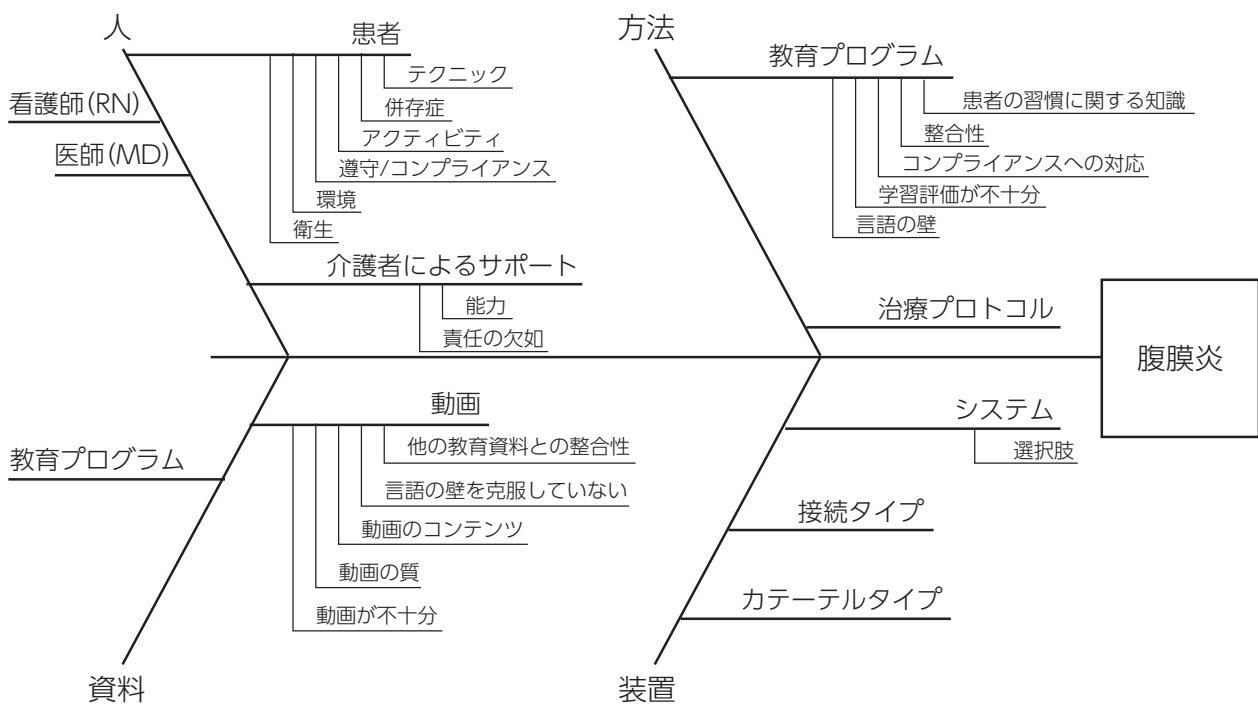 人
患者
テクニック
併存症
アクティビティ
遵守/コンプライアンス
環境
衛生
看護師(RN)
医師(MD)
介護者によるサポート
能力
責任の欠如
方法
教育プログラム
患者の習慣に関する知識
整合性
コンプライアンスへの対応
学習評価が不十分
言語の壁
治療プロトコル
腹膜炎
動画
他の教育資料との整合性
言語の壁を克服していない
動画のコンテンツ
動画の質
動画が不十分
教育プログラム
資料
システム
選択肢
接続タイプ
カテーテルタイプ
装置